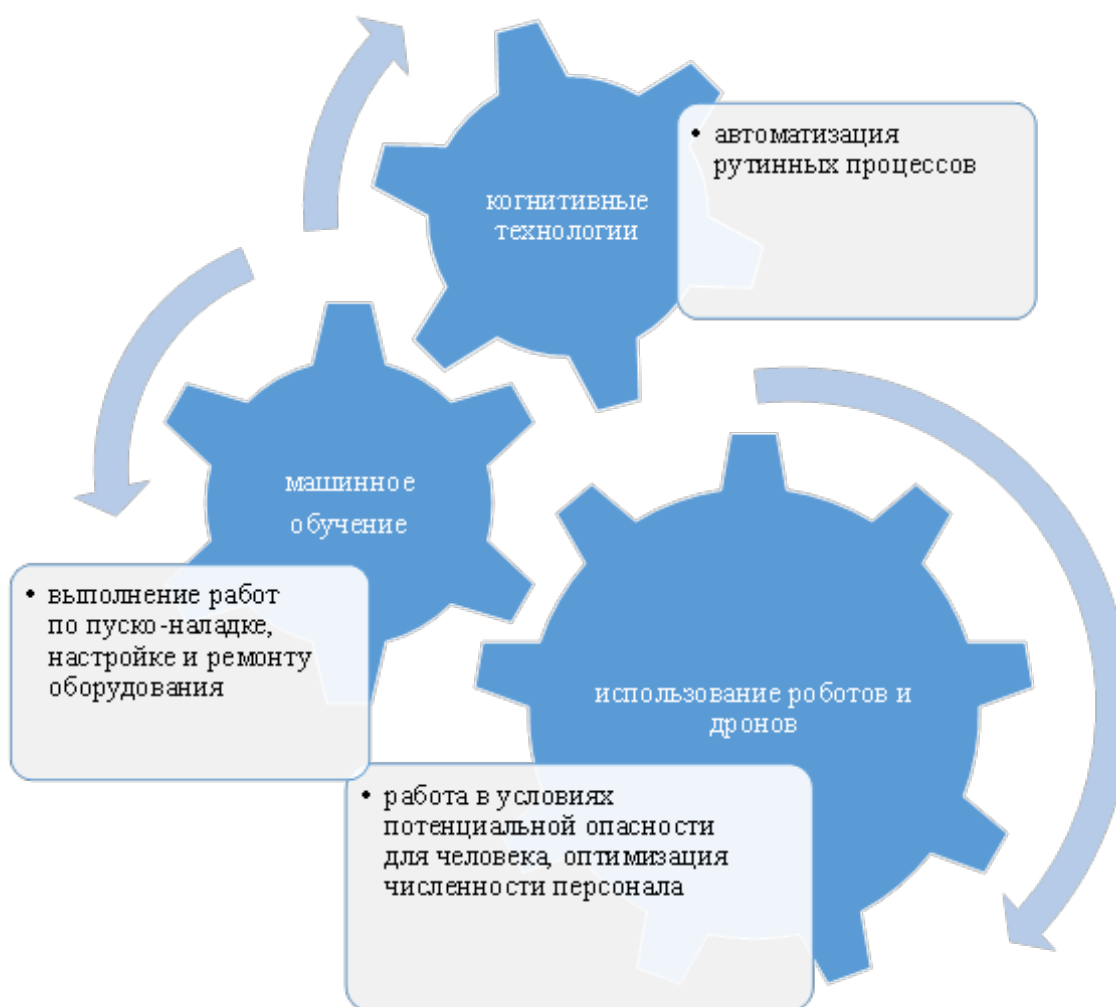 когнитивные
технологии
• автоматизация
рутинных процессов
машинное
обучение
• выполнение работ
по пуско-наладке,
настройке и ремонту
оборудования
использование роботов и
дронов
• работа в условиях
потенциальной опасности
для человека, оптимизация
численности персонала